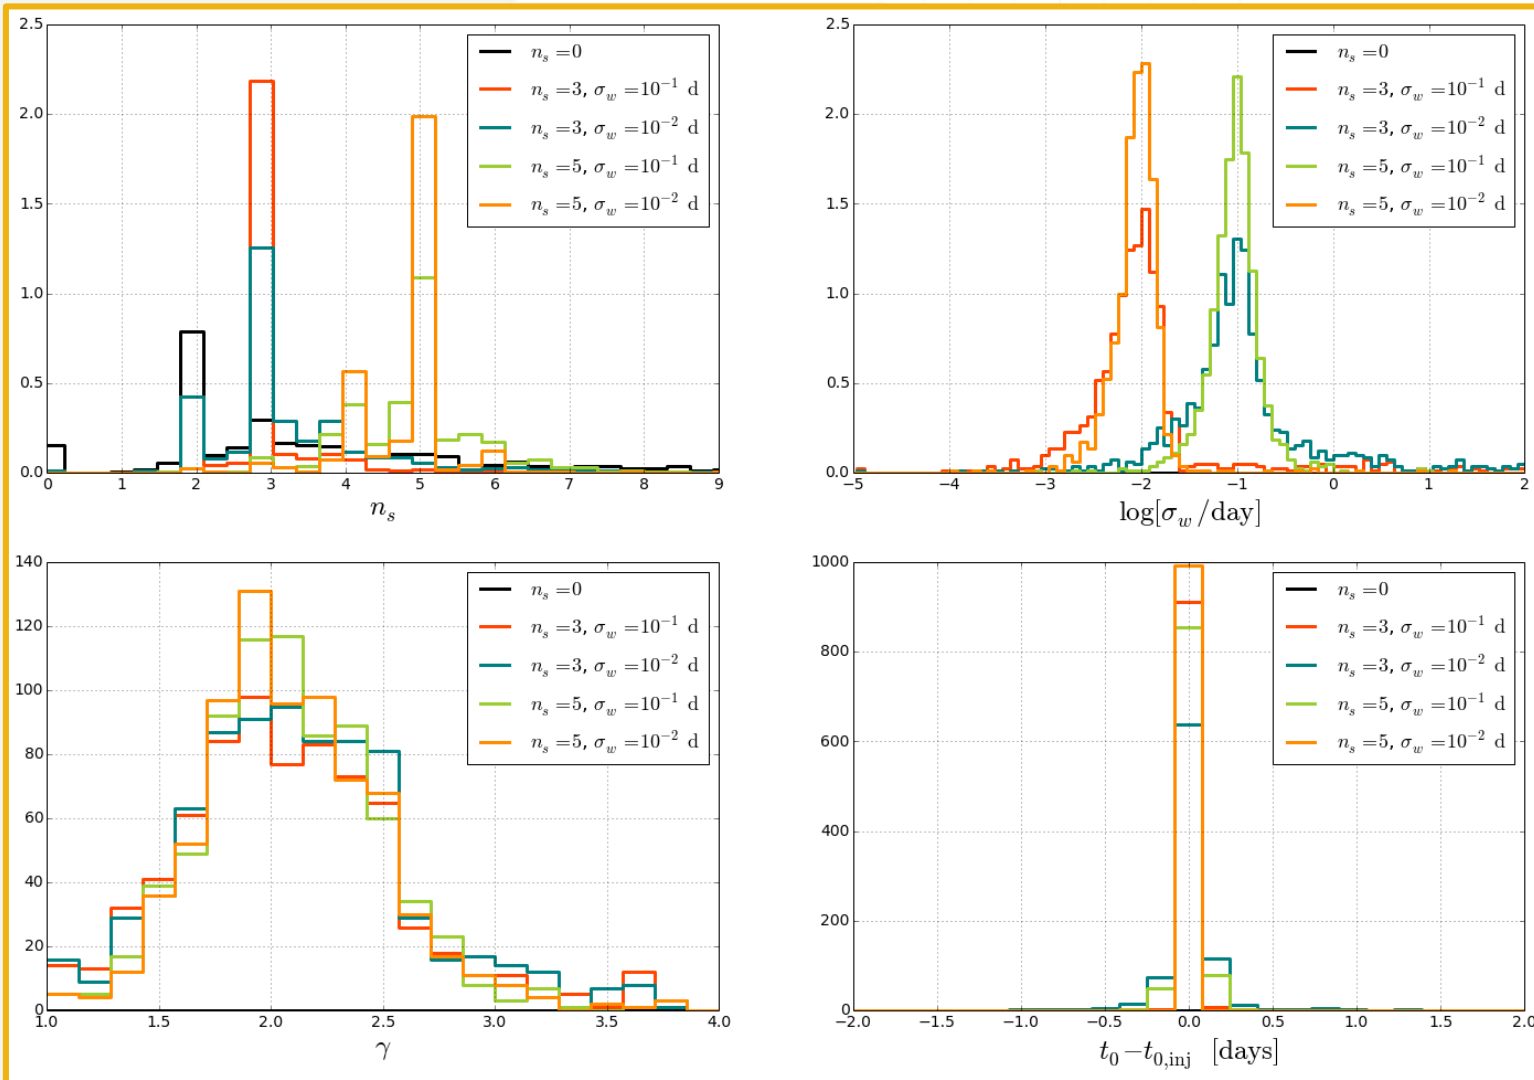 2.5
2.0
1.5
1.0
0.5
0.0
0 1 2 3 4 5 6 7 8 9
n_s
n_s =0
n_s =3, σ_w =10^{-1} d
n_s =3, σ_w =10^{-2} d
n_s =5, σ_w =10^{-1} d
n_s =5, σ_w =10^{-2} d
2.5
2.0
1.5
1.0
0.5
0.0
−5 −4 −3 −2 −1 0 1 2
log[σ_w/day]
n_s =0
n_s =3, σ_w =10^{-1} d
n_s =3, σ_w =10^{-2} d
n_s =5, σ_w =10^{-1} d
n_s =5, σ_w =10^{-2} d
140
120
100
80
60
40
20
0
1.0 1.5 2.0 2.5 3.0 3.5 4.0
γ
n_s =0
n_s =3, σ_w =10^{-1} d
n_s =3, σ_w =10^{-2} d
n_s =5, σ_w =10^{-1} d
n_s =5, σ_w =10^{-2} d
1000
800
600
400
200
0
−2.0 −1.5 −1.0 −0.5 0.0 0.5 1.0 1.5 2.0
t_0−t_{0,inj} [days]
n_s =0
n_s =3, σ_w =10^{-1} d
n_s =3, σ_w =10^{-2} d
n_s =5, σ_w =10^{-1} d
n_s =5, σ_w =10^{-2} d